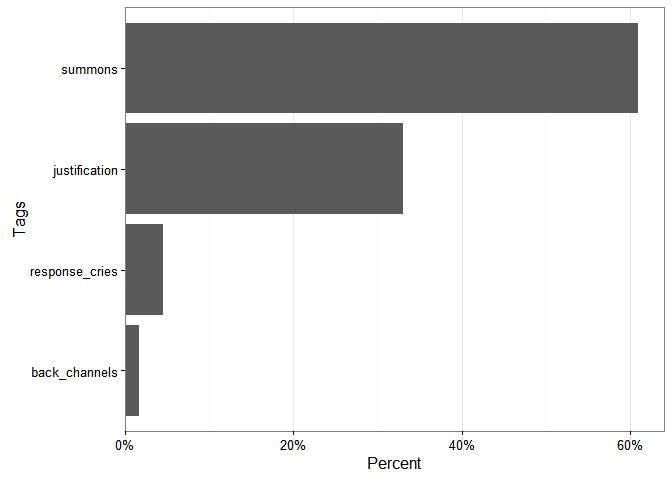 summons
justification
response_cries
back_channels
Tags
0% 20% 40% 60%
Percent